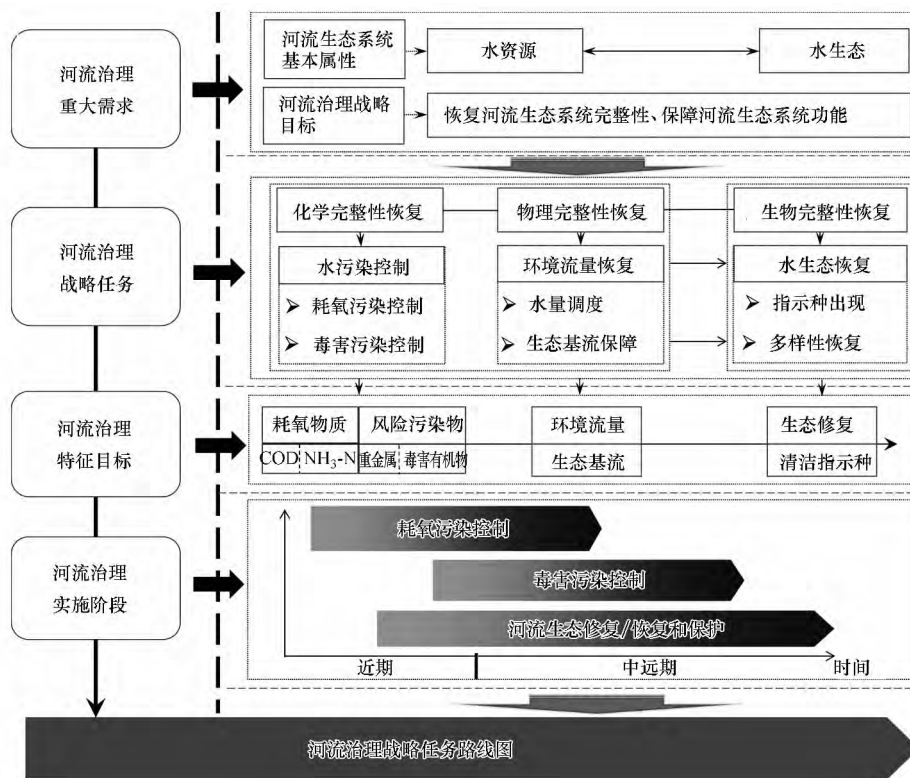 河流治理
重大需求
河流生态系统
基本属性
水资源
水生态
河流治理战略
目标
恢复河流生态系统完整性、保障河流生态系统功能
河流治理
战略任务
化学完整性恢复
物理完整性恢复
生物完整性恢复
水污染控制
环境流量恢复
水生态恢复
耗氧污染控制
水量调度
指示种出现
毒害污染控制
生态基流保障
多样性恢复
河流治理
特征目标
耗氧物质
风险污染物
环境流量
生态修复
COD
NH₃-N
重金属
毒害有机物
生态基流
清洁指示种
河流治理
实施阶段
耗氧污染控制
毒害污染控制
河流生态修复/恢复和保护
近期
中远期
时间
河流治理战略任务路线图